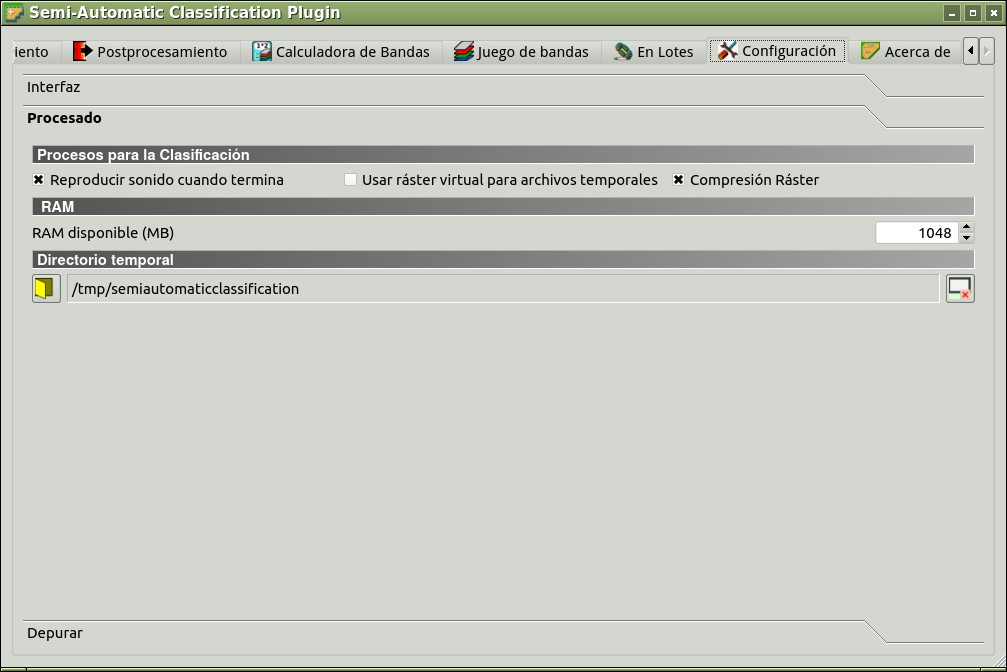 Semi-Automatic Classification Plugin
iento Postprocesamiento Calculadora de Bandas Juego de bandas En Lotes Configuración Acerca de
Interfaz
Procesado
Procesos para la Clasificación
Reproducir sonido cuando termina Usar ráster virtual para archivos temporales Compresión Ráster
RAM
RAM disponible (MB) 1048
Directorio temporal
/tmp/semiautomaticclassification
Depurar